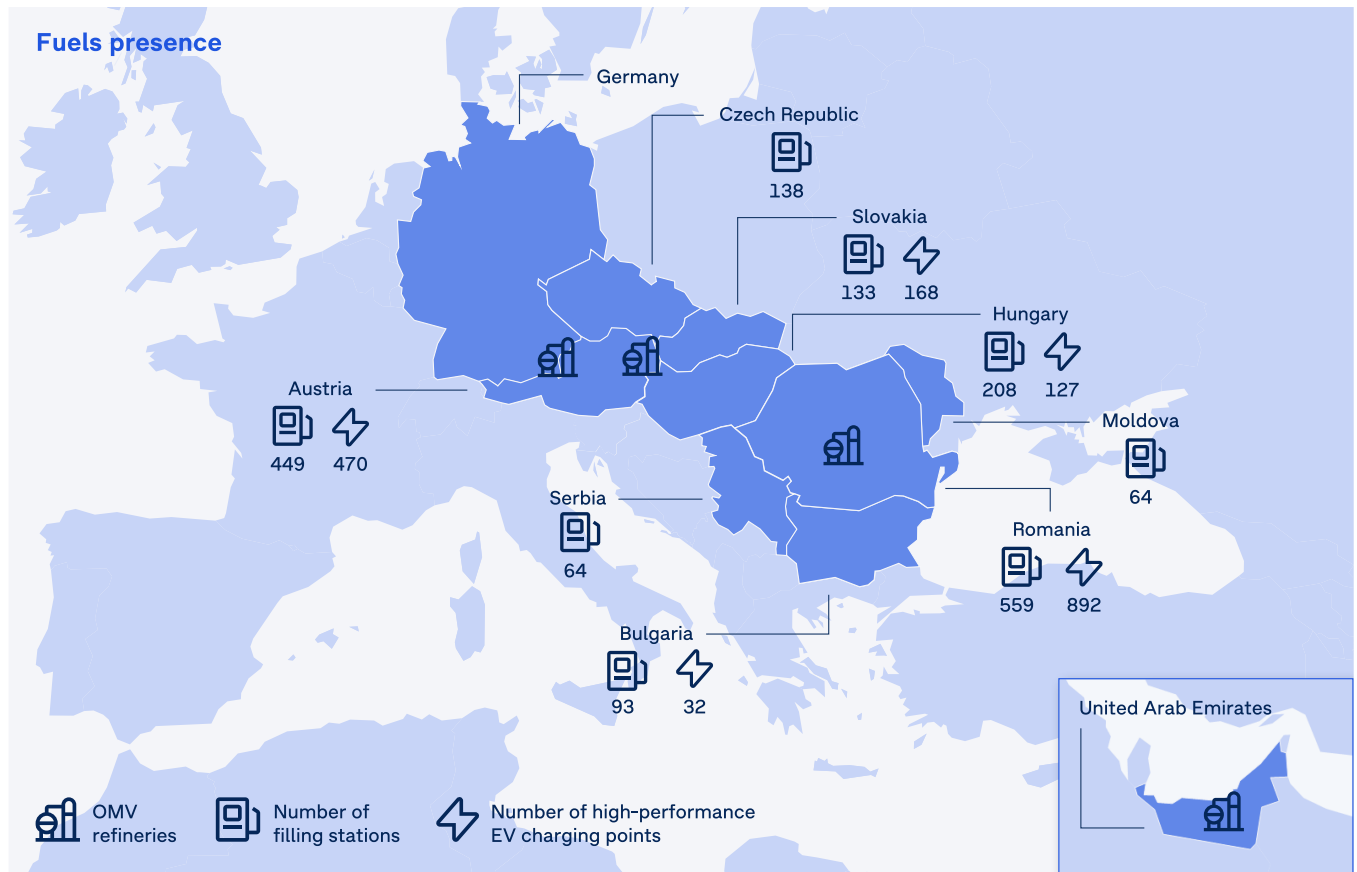 Fuels presence
Germany
Czech Republic
138
Slovakia
133 168
Hungary
208 127
Austria
449 470
Moldova
64
Serbia
64
Romania
559 892
Bulgaria
93 32
United Arab Emirates
OMV
refineries
Number of
filling stations
Number of high-performance
EV charging points